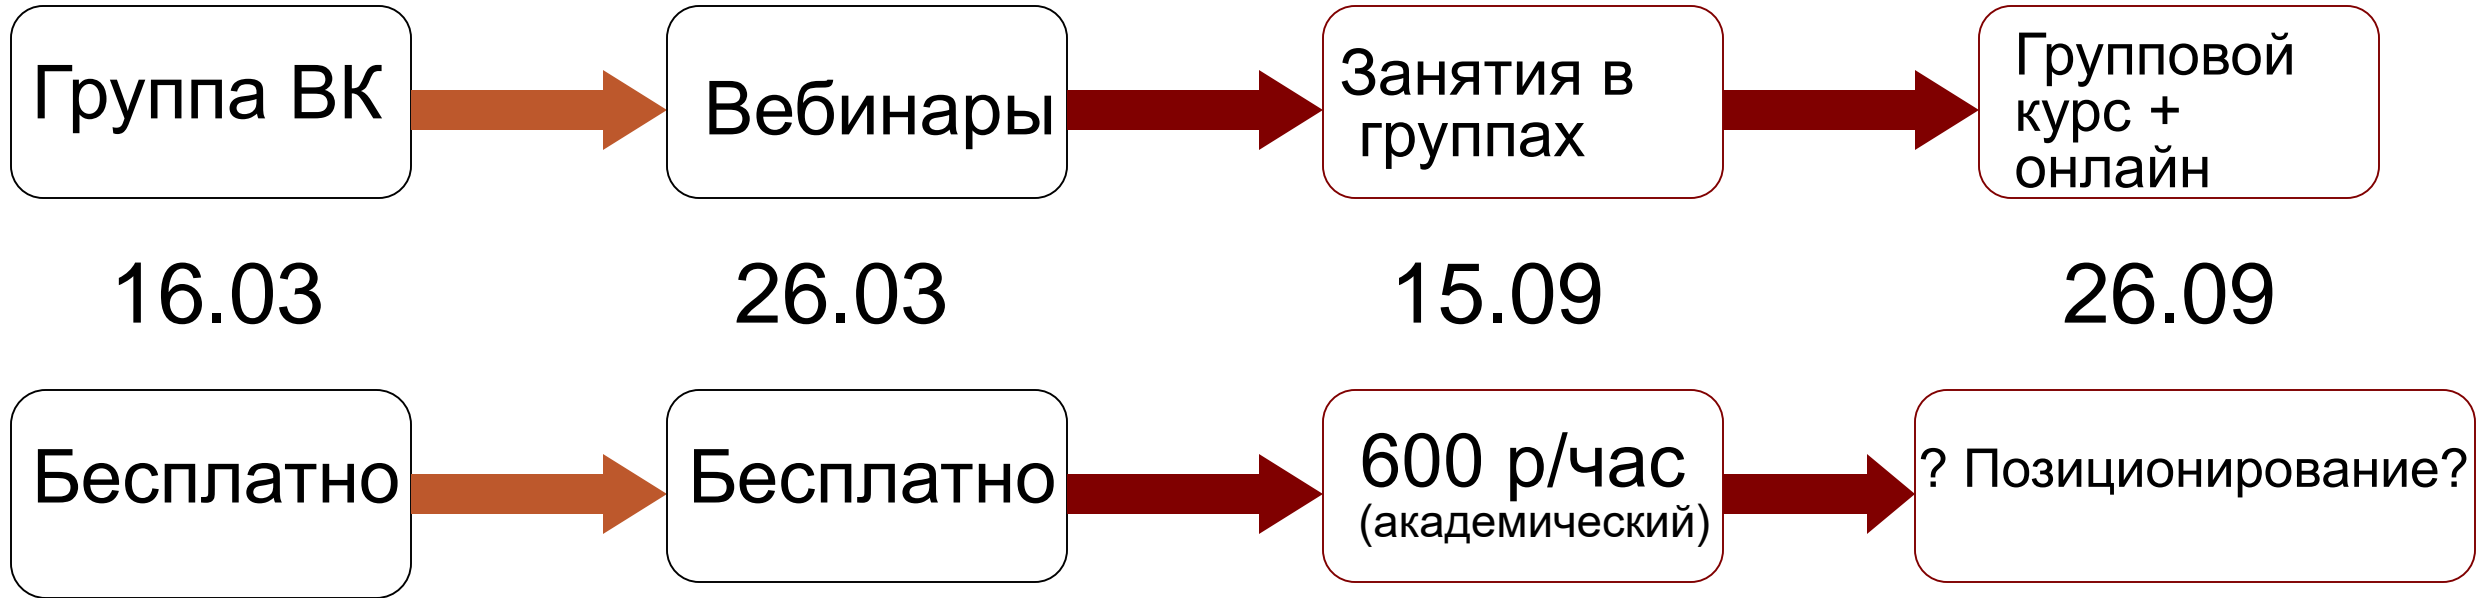 Группа ВК
Вебинары
Занятия в
группах
Групповой
курс +
онлайн
16.03
26.03
15.09
26.09
Бесплатно
Бесплатно
600 р/час
(академический)
? Позиционирование?